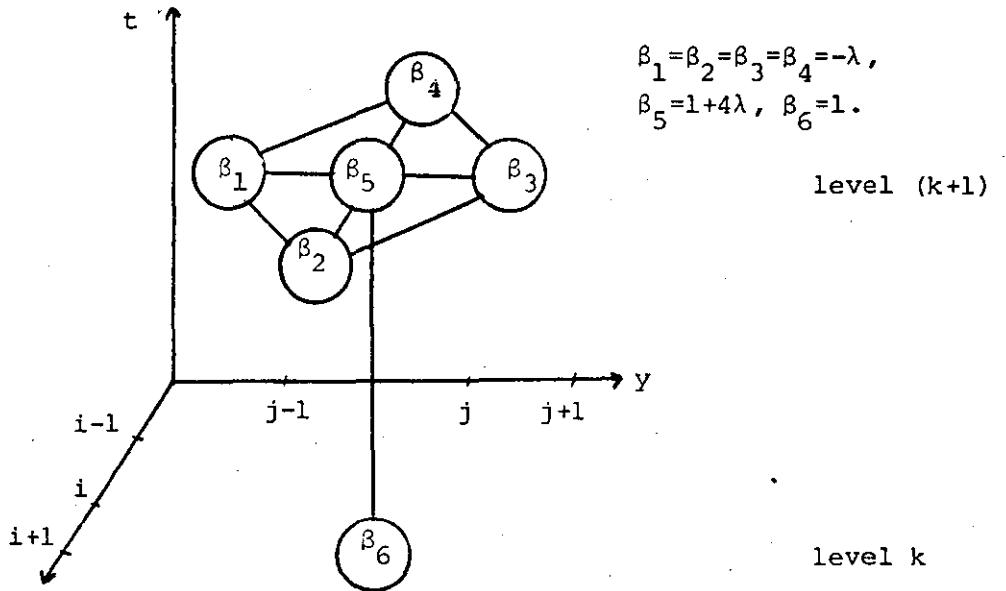 t
β₄
β₁=β₂=β₃=β₄=-λ,
β₅=1+4λ, β₆=1.
β₁ β₅ β₃
level (k+1)
β₂
y
j-1 j j+1
i-1
i
i+1
β₆
level k